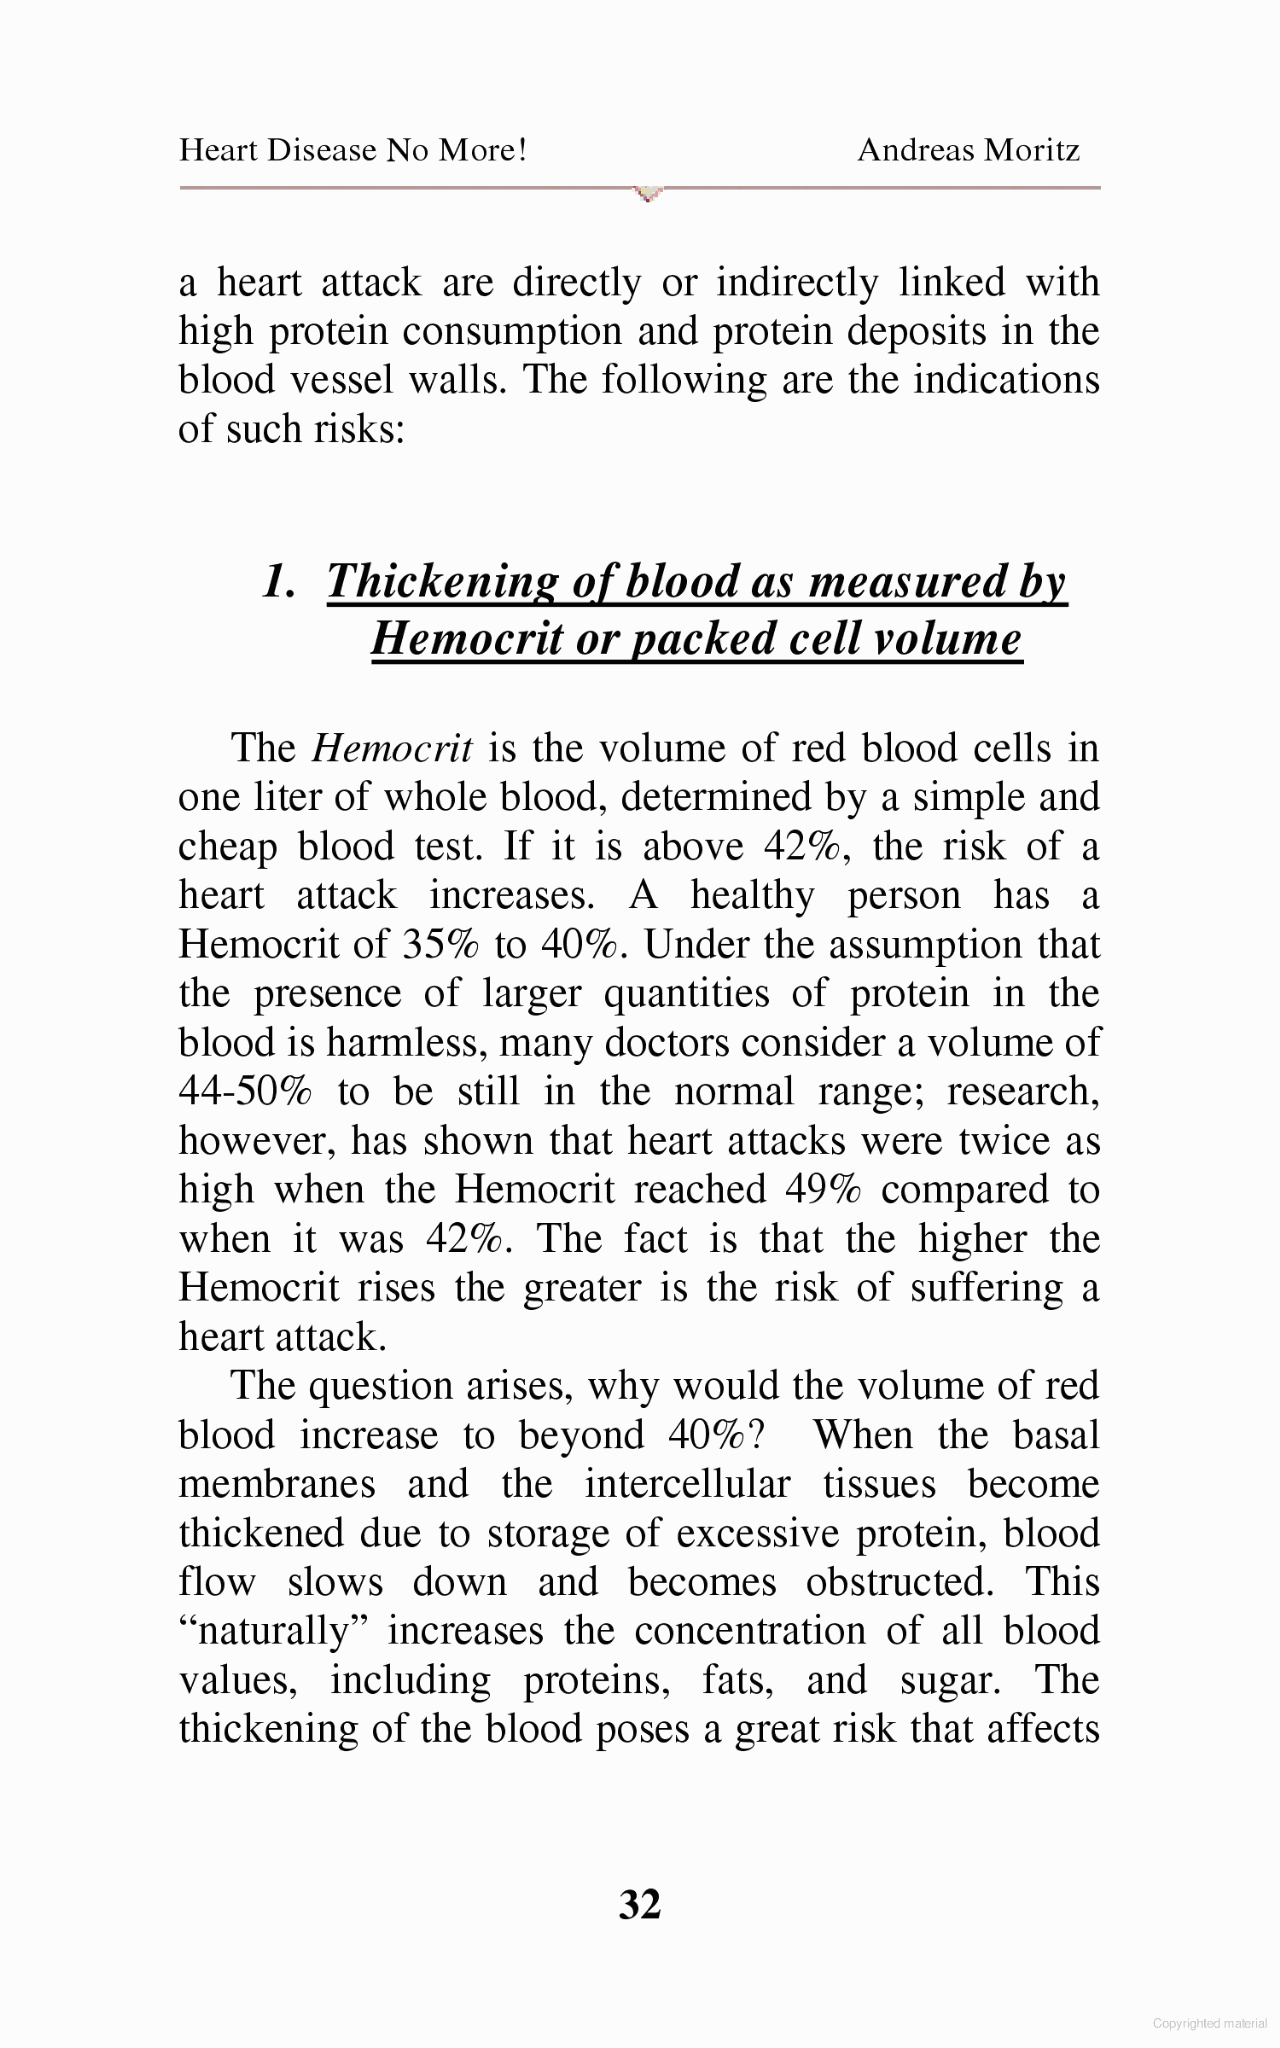 Heart Disease No More! Andreas Moritz
a heart attack are directly or indirectly linked with
high protein consumption and protein deposits in the
blood vessel walls. The following are the indications
of such risks:
1. Thickening of blood as measured by
Hemocrit or packed cell volume
The Hemocrit is the volume of red blood cells in
one liter of whole blood, determined by a simple and
cheap blood test. If it is above 42%, the risk of a
heart attack increases. A healthy person has a
Hemocrit of 35% to 40%. Under the assumption that
the presence of larger quantities of protein in the
blood is harmless, many doctors consider a volume of
44-50% to be still in the normal range; research,
however, has shown that heart attacks were twice as
high when the Hemocrit reached 49% compared to
when it was 42%. The fact is that the higher the
Hemocrit rises the greater is the risk of suffering a
heart attack.
The question arises, why would the volume of red
blood increase to beyond 40%? When the basal
membranes and the intercellular tissues become
thickened due to storage of excessive protein, blood
flow slows down and becomes obstructed. This
“naturally” increases the concentration of all blood
values, including proteins, fats, and sugar. The
thickening of the blood poses a great risk that affects
32
Copyrighted material